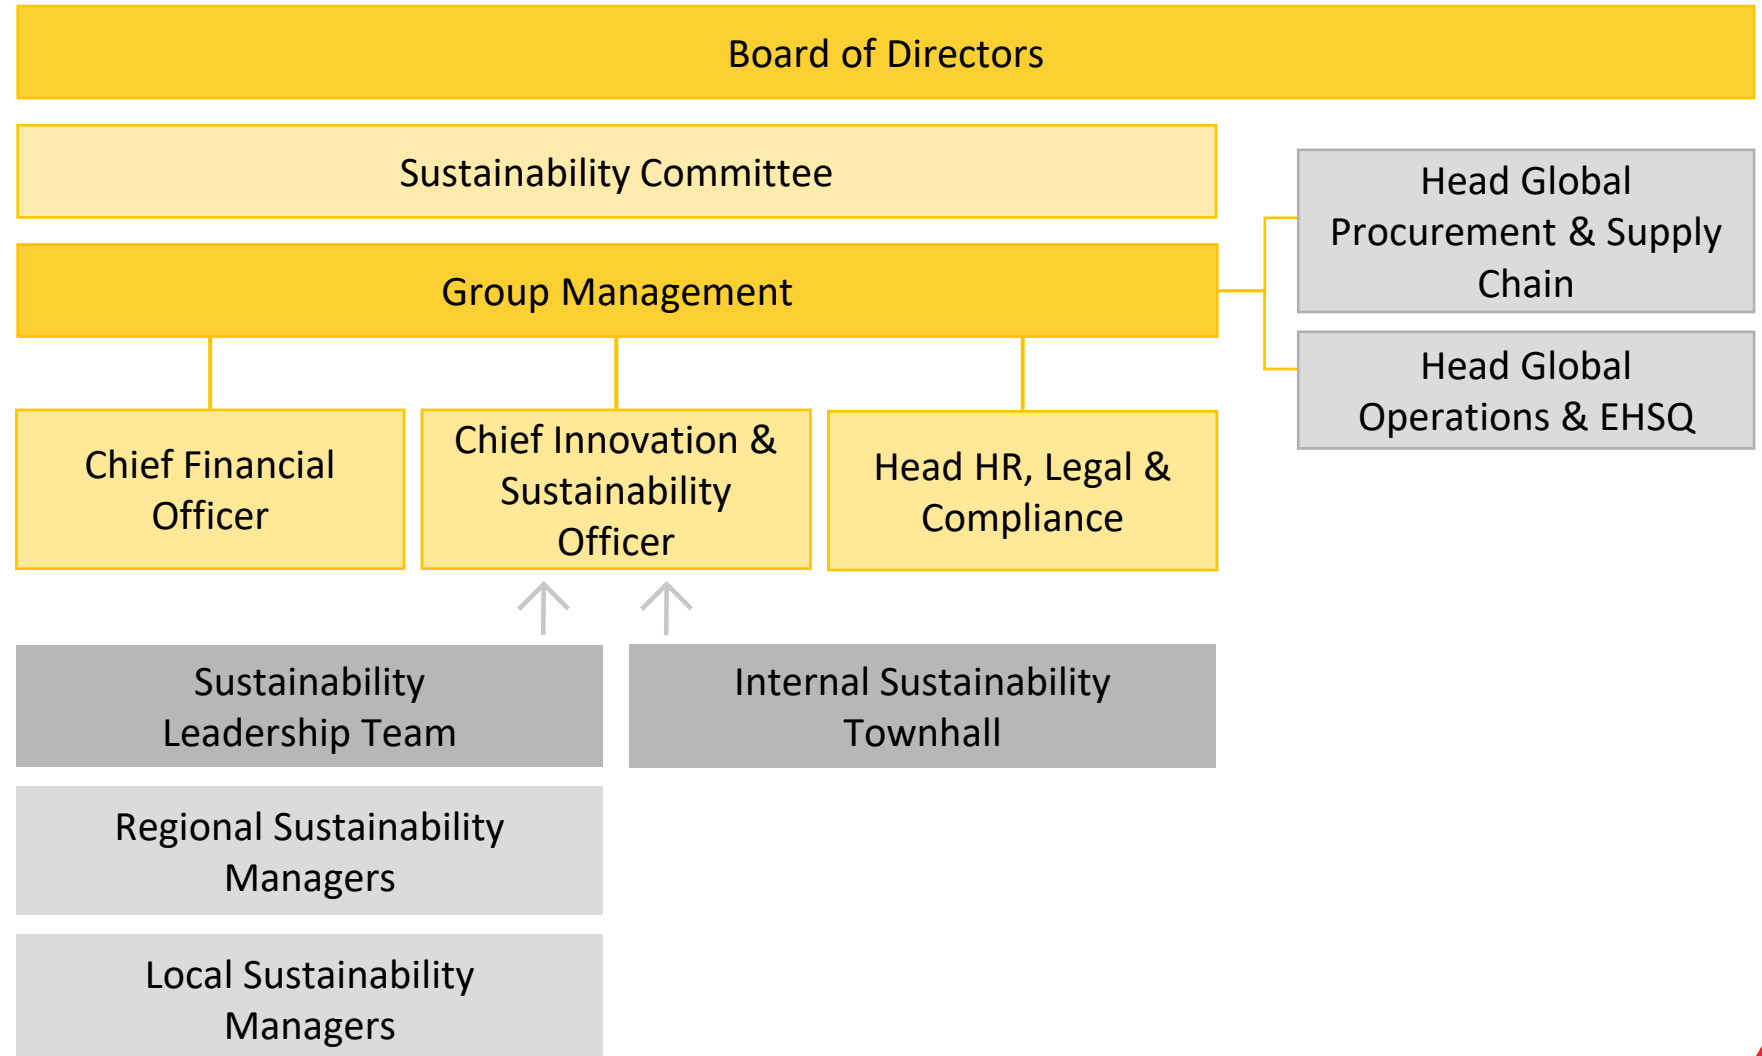 Board of Directors
Sustainability Committee
Head Global
Procurement & Supply
Chain
Group Management
Head Global
Operations & EHSQ
Chief Financial
Officer
Chief Innovation &
Sustainability
Officer
Head HR, Legal &
Compliance
Sustainability
Leadership Team
Internal Sustainability
Townhall
Regional Sustainability
Managers
Local Sustainability
Managers